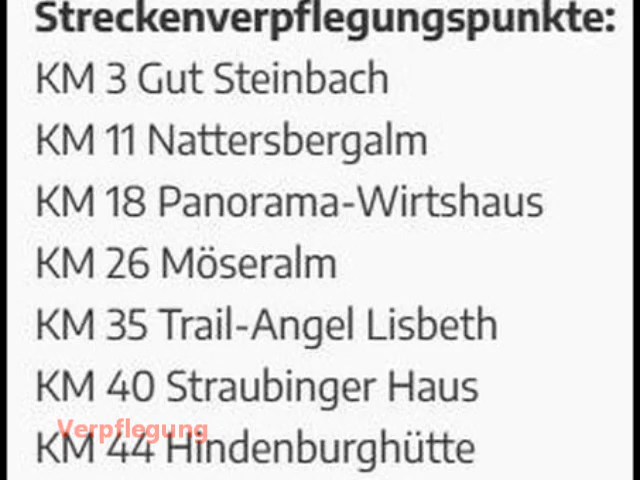 Streckenverpflegungspunkte:
KM 3 Gut Steinbach
KM 11 Nattersbergalm
KM 18 Panorama-Wirtshaus
KM 26 Möseralm
KM 35 Trail-Angel Lisbeth
KM 40 Straubinger Haus
Verpflegung
KM 44 Hindenburghütte